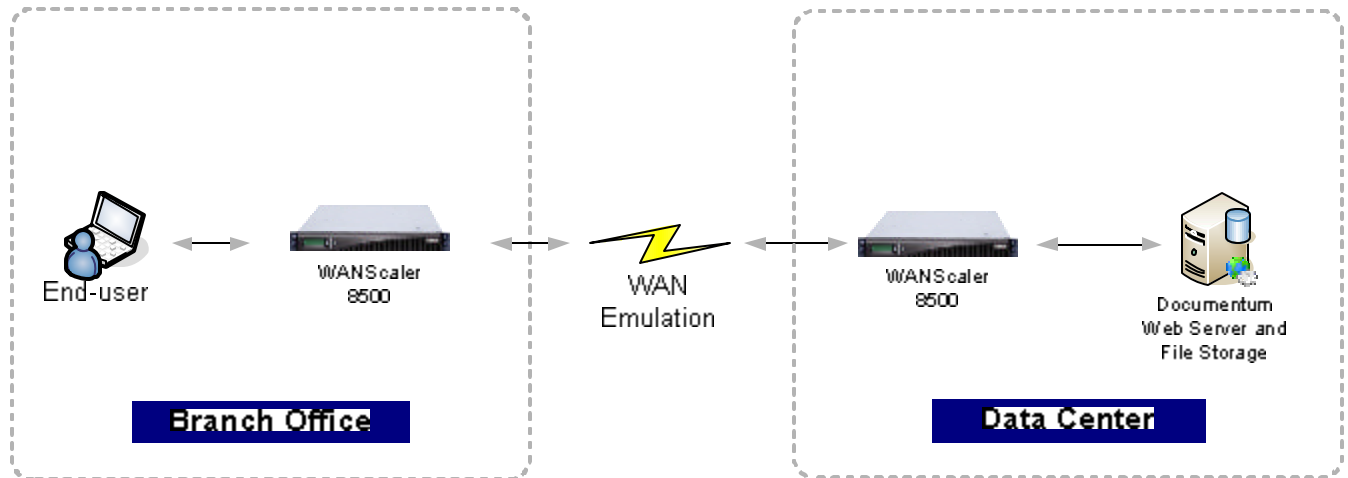 End-user
WANScaler
8500
WAN
Emulation
WANScaler
8500
Documentum
Web Server and
File Storage
Branch Office
Data Center